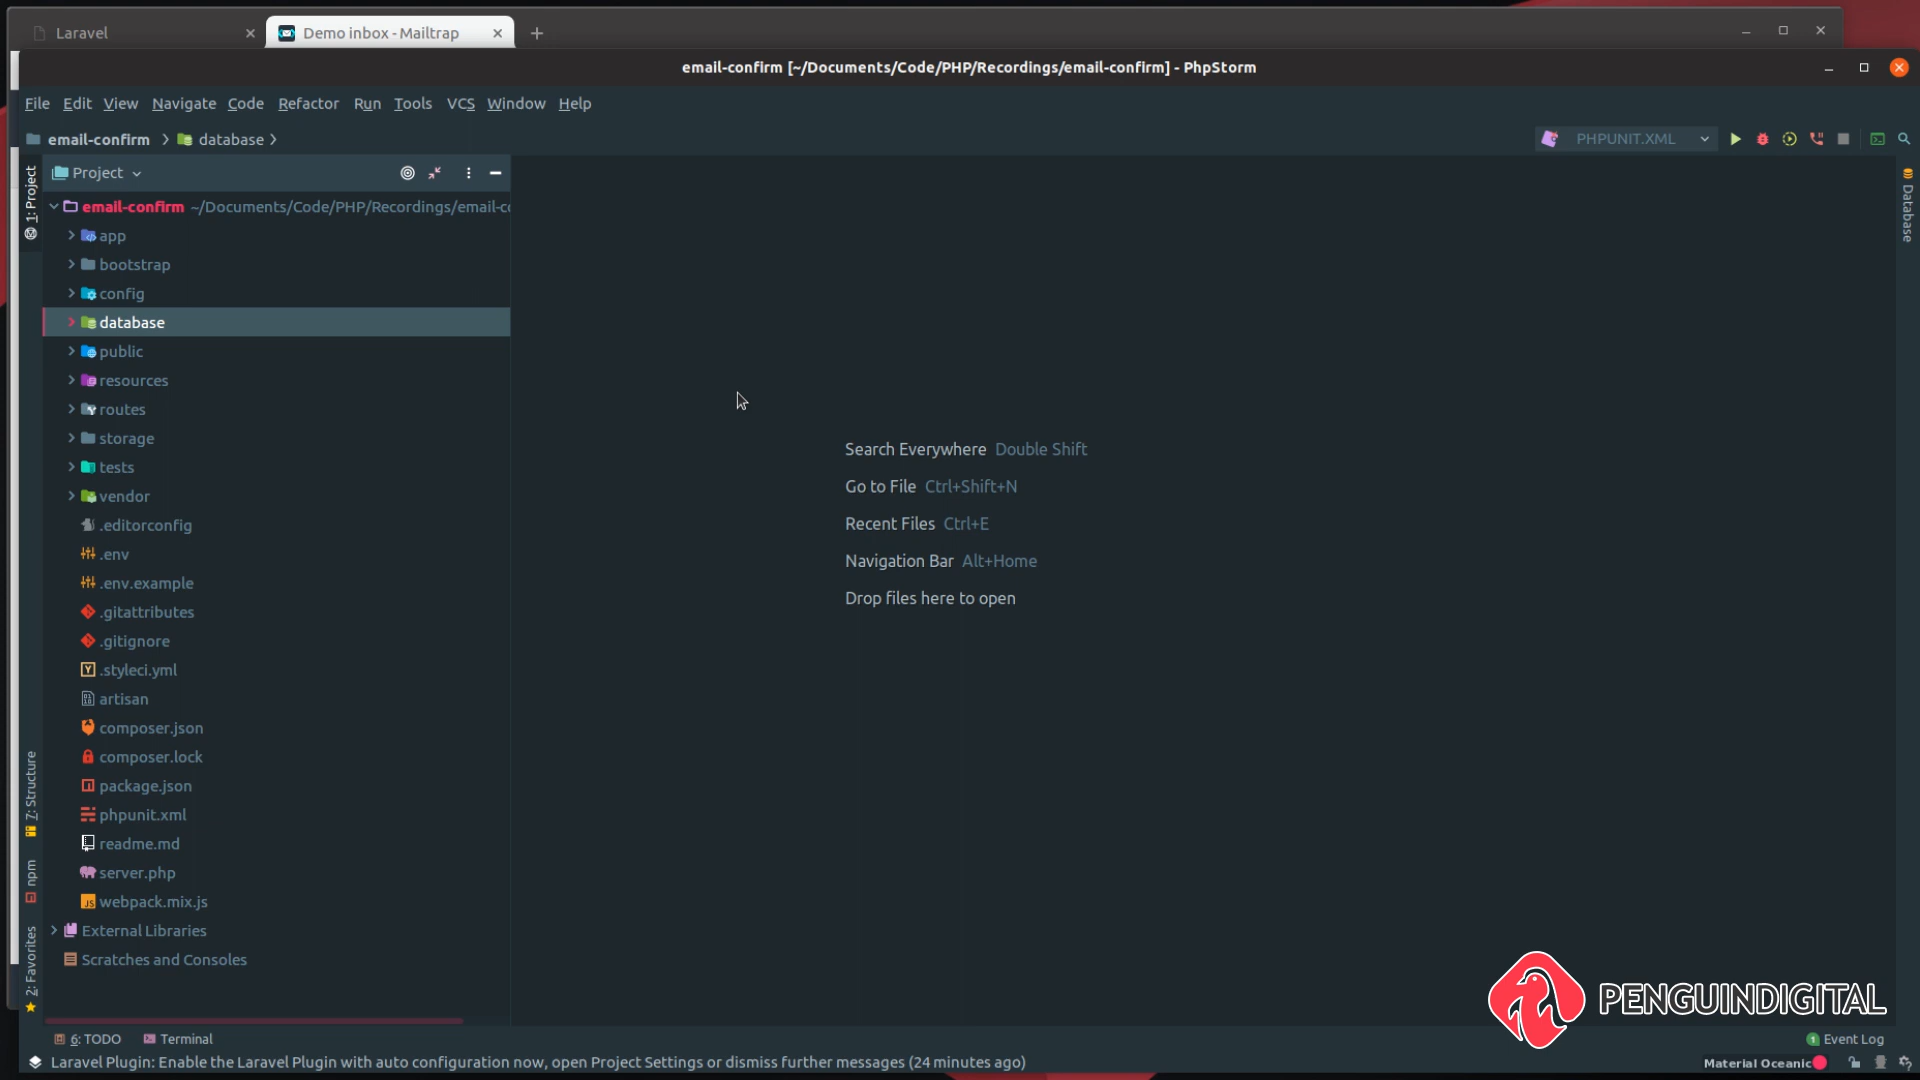 Laravel
Demo inbox - Mailtrap
email-confirm [~/Documents/Code/PHP/Recordings/email-confirm] - PhpStorm
File Edit View Navigate Code Refactor Run Tools VCS Window Help
email-confirm database
PHPUNIT.XML
1: Project
Project
Database
email-confirm ~/Documents/Code/PHP/Recordings/email-co
app
bootstrap
config
database
public
resources
routes
storage
tests
vendor
.editorconfig
.env
.env.example
.gitattributes
.gitignore
.styleci.yml
artisan
composer.json
composer.lock
package.json
phpunit.xml
readme.md
server.php
webpack.mix.js
External Libraries
Scratches and Consoles
7: Structure
npm
2: Favorites
Search Everywhere Double Shift
Go to File Ctrl+Shift+N
Recent Files Ctrl+E
Navigation Bar Alt+Home
Drop files here to open
PENGUINDIGITAL
6: TODO
Terminal
1 Event Log
Laravel Plugin: Enable the Laravel Plugin with auto configuration now, open Project Settings or dismiss further messages (24 minutes ago)
Material Oceanic